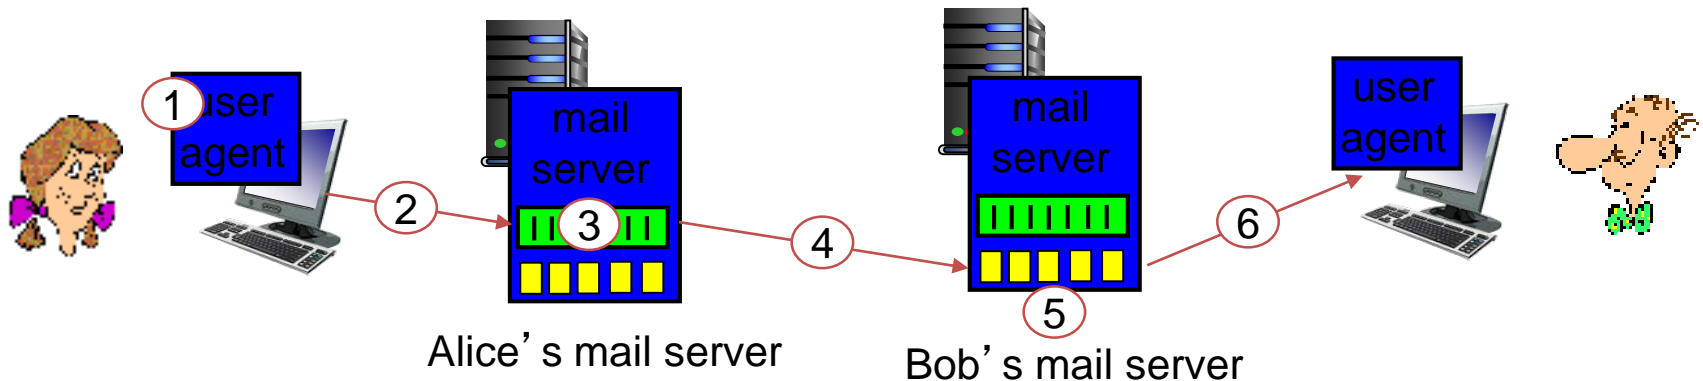 1
user
agent
2
mail
server
3
Alice’s mail server
4
mail
server
5
Bob’s mail server
6
user
agent